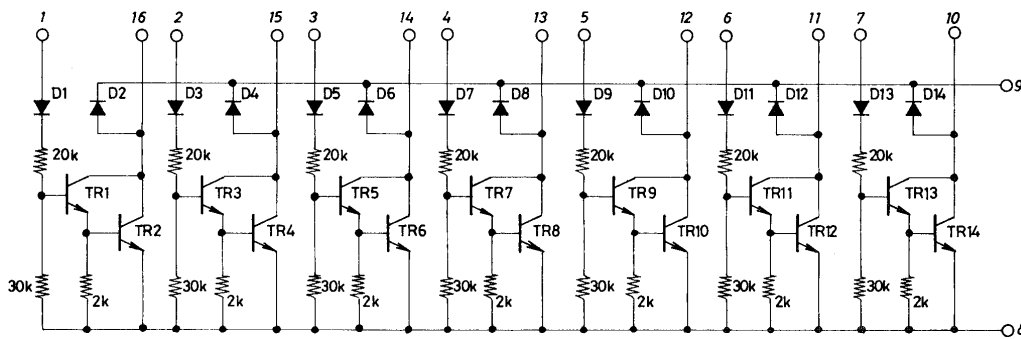 1 16 2 15 3 14 4 13 5 12 6 11 7 10
9
D1 D2 D3 D4 D5 D6 D7 D8 D9 D10 D11 D12 D13 D14
20k 20k 20k 20k 20k 20k 20k
TR1 TR3 TR5 TR7 TR9 TR11 TR13
TR2 TR4 TR6 TR8 TR10 TR12 TR14
30k 2k 30k 2k 30k 2k 30k 2k 30k 2k 30k 2k 30k 2k